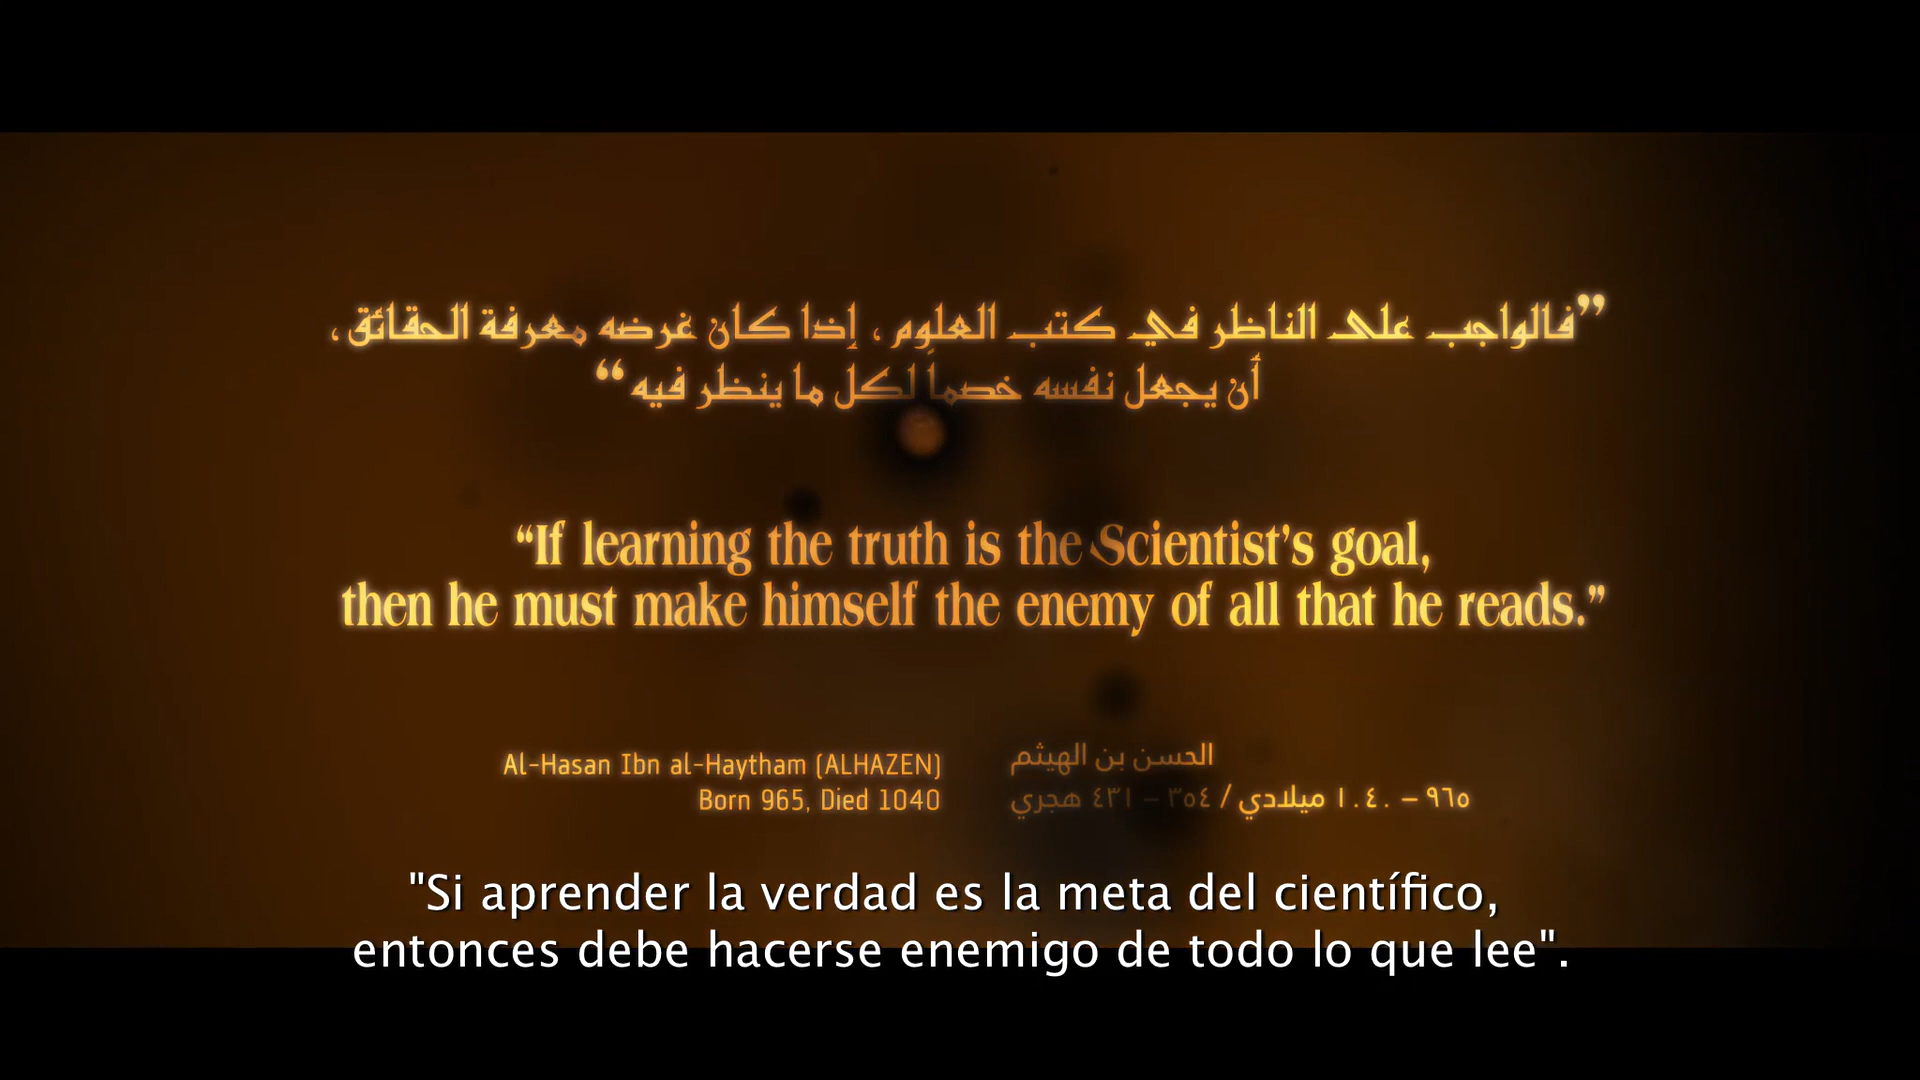 ”فالواجب على الناظر في كتب العلوم، إذا كان غرضه معرفة الحقائق،
أن يجعل نفسه خصماً لكل ما ينظر فيه“
“If learning the truth is the Scientist’s goal,
then he must make himself the enemy of all that he reads.”
Al-Hasan Ibn al-Haytham (ALHAZEN)
Born 965, Died 1040
الحسن بن الهيثم
٩٦٥ – ١٠٤٠ ميلادي / ٣٥٤ – ٤٣١ هجري
"Si aprender la verdad es la meta del científico,
entonces debe hacerse enemigo de todo lo que lee".